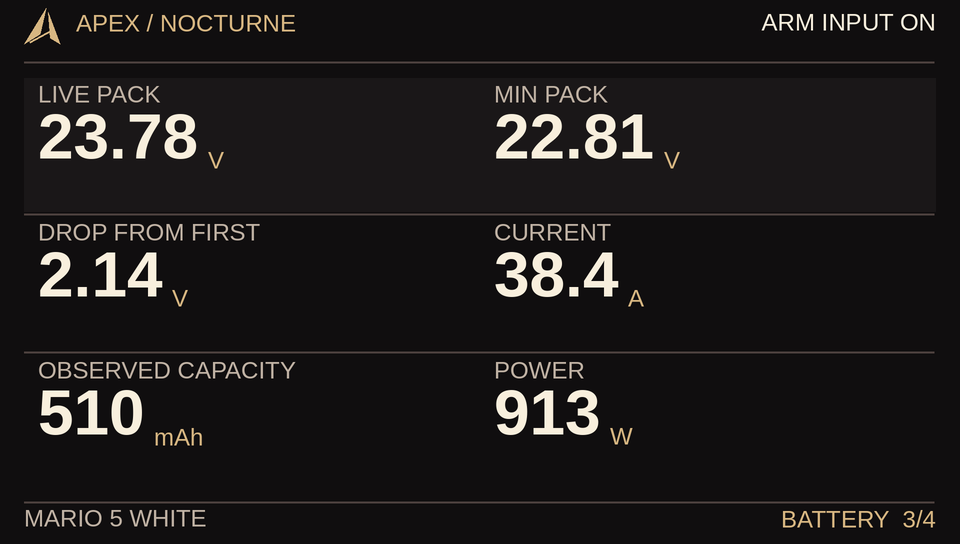 APEX / NOCTURNE ARM INPUT ON
LIVE PACK MIN PACK
23.78 V 22.81 V
DROP FROM FIRST CURRENT
2.14 V 38.4 A
OBSERVED CAPACITY POWER
510 mAh 913 W
MARIO 5 WHITE BATTERY 3/4